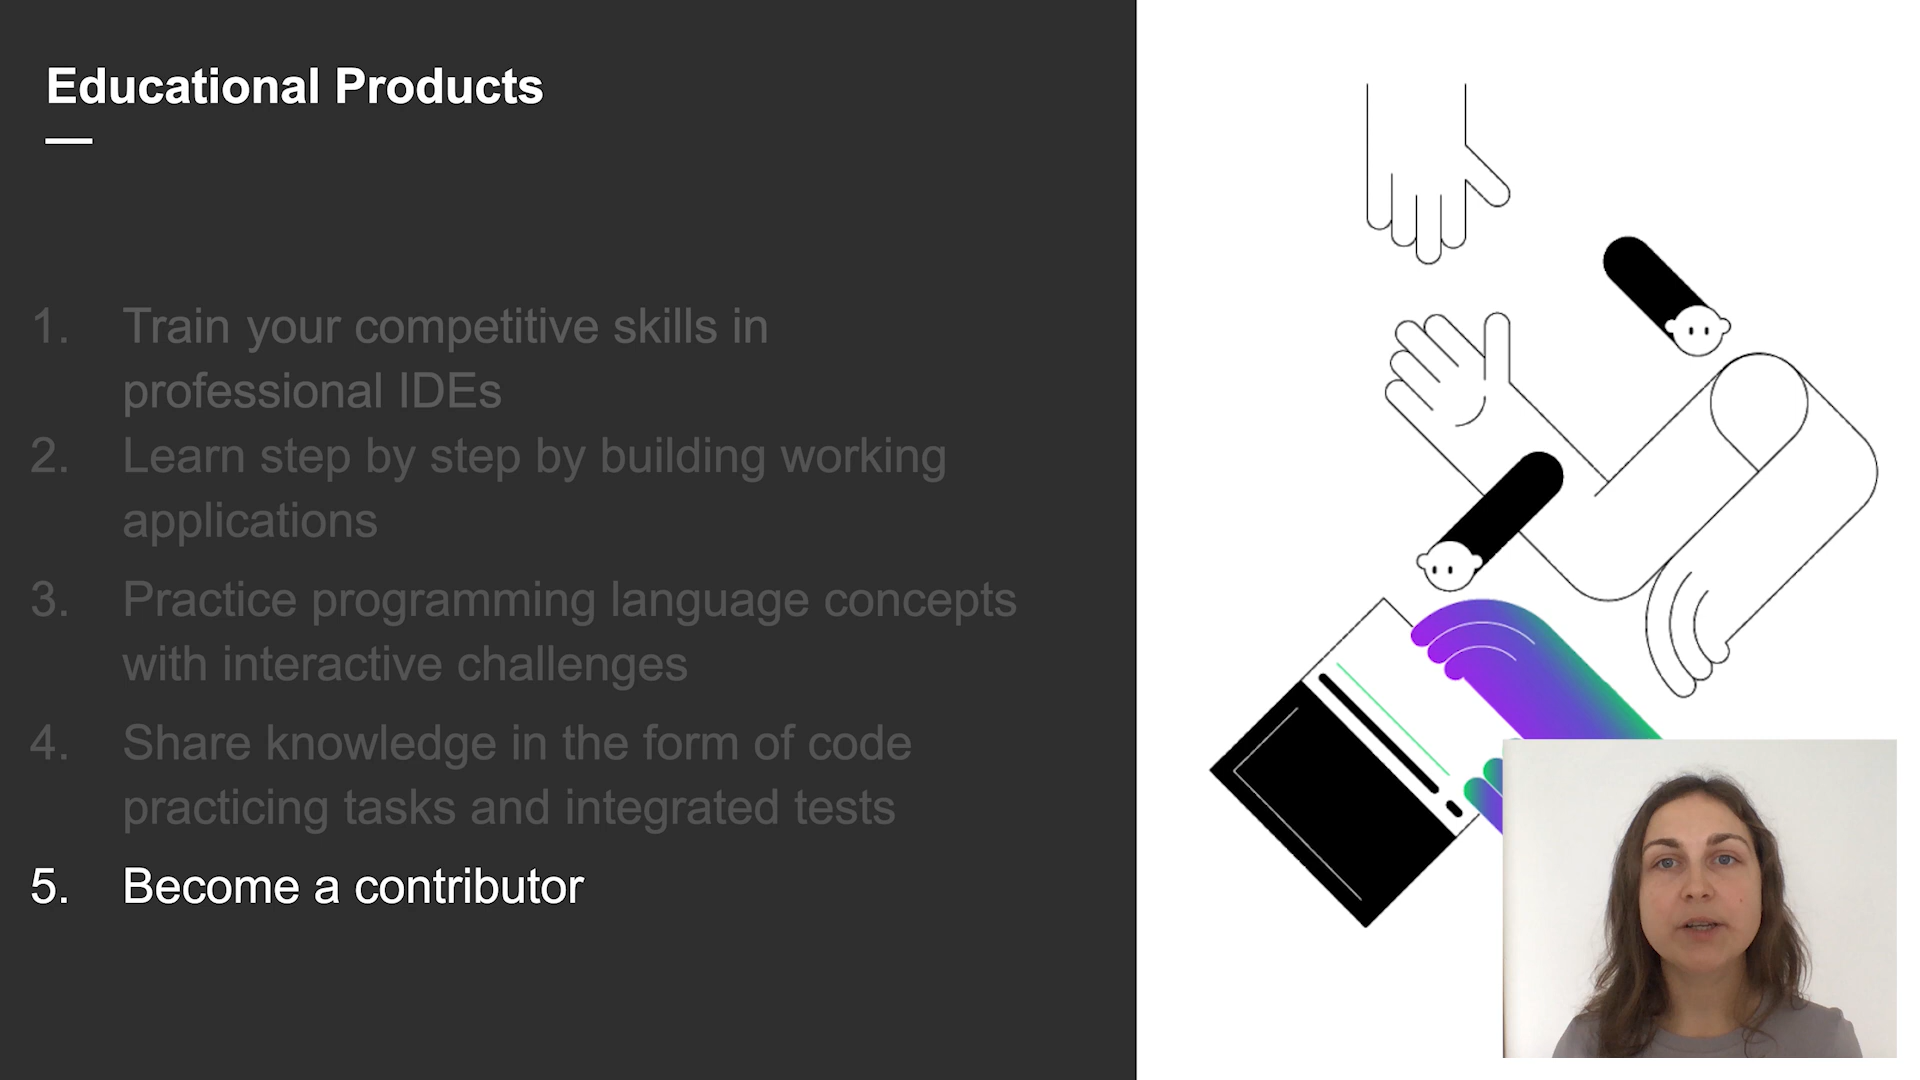 Educational Products
1. Train your competitive skills in
professional IDEs
2. Learn step by step by building working
applications
3. Practice programming language concepts
with interactive challenges
4. Share knowledge in the form of code
practicing tasks and integrated tests
5. Become a contributor